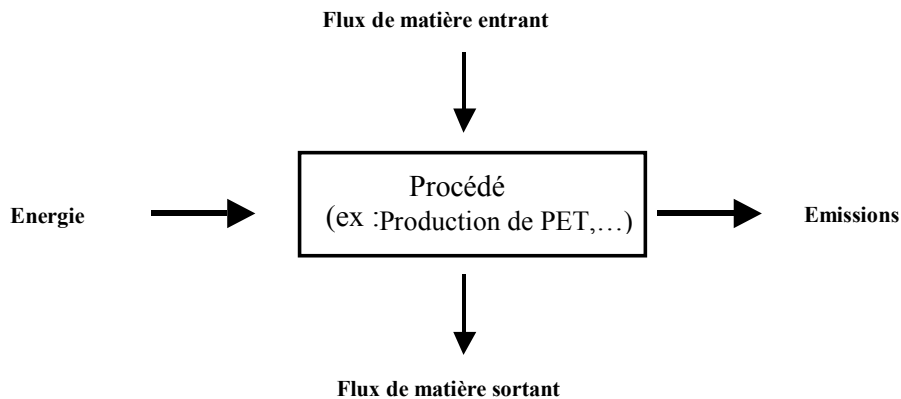 Flux de matière entrant
Procédé
(ex :Production de PET,…)
Energie
Emissions
Flux de matière sortant